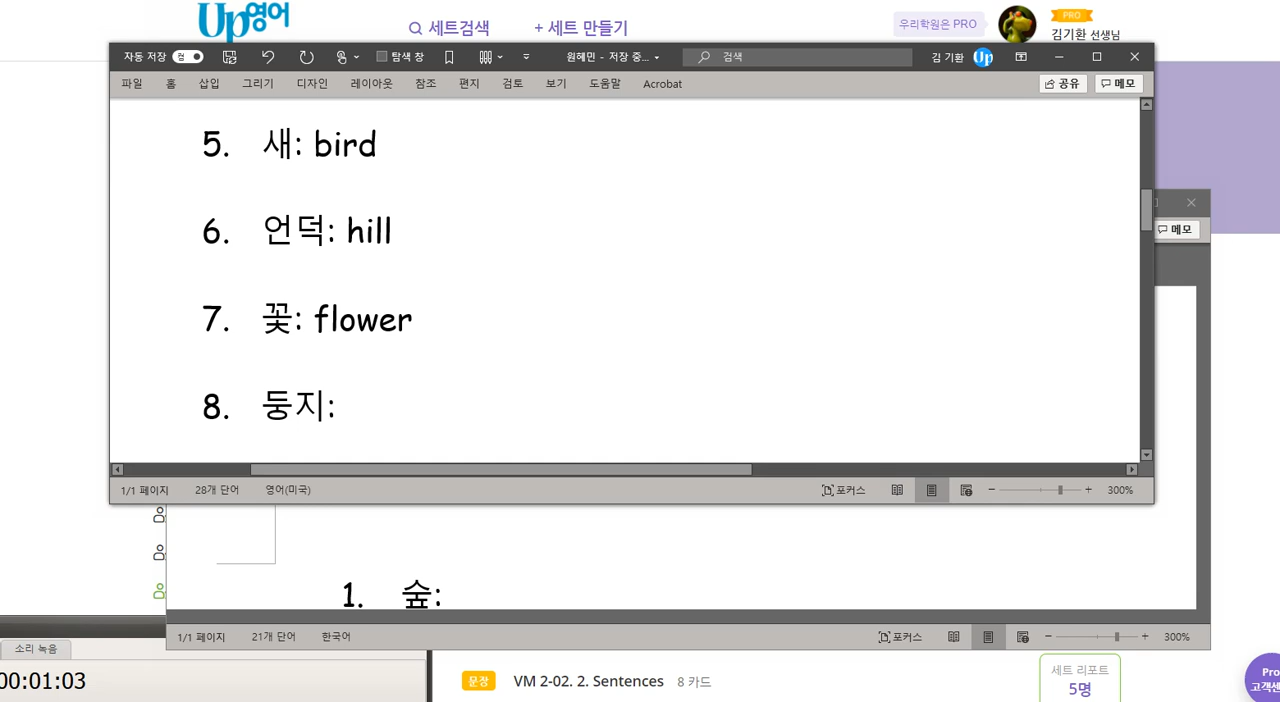 Up영어
세트검색
+ 세트 만들기
우리학원은 PRO
PRO
김기환 선생님
자동 저장
컴
탐색 창
원혜민 - 저장 중...
검색
김 기환
Up
파일
홈
삽입
그리기
디자인
레이아웃
참조
편지
검토
보기
도움말
Acrobat
공유
메모
5. 새: bird
6. 언덕: hill
7. 꽃: flower
8. 둥지:
메모
1/1 페이지
28개 단어
영어(미국)
포커스
300%
Do
Do
Do
1. 숲:
1/1 페이지
21개 단어
한국어
포커스
300%
소리 녹음
00:01:03
문장
VM 2-02. 2. Sentences
8 카드
세트 리포트
5명
Pro
고객센